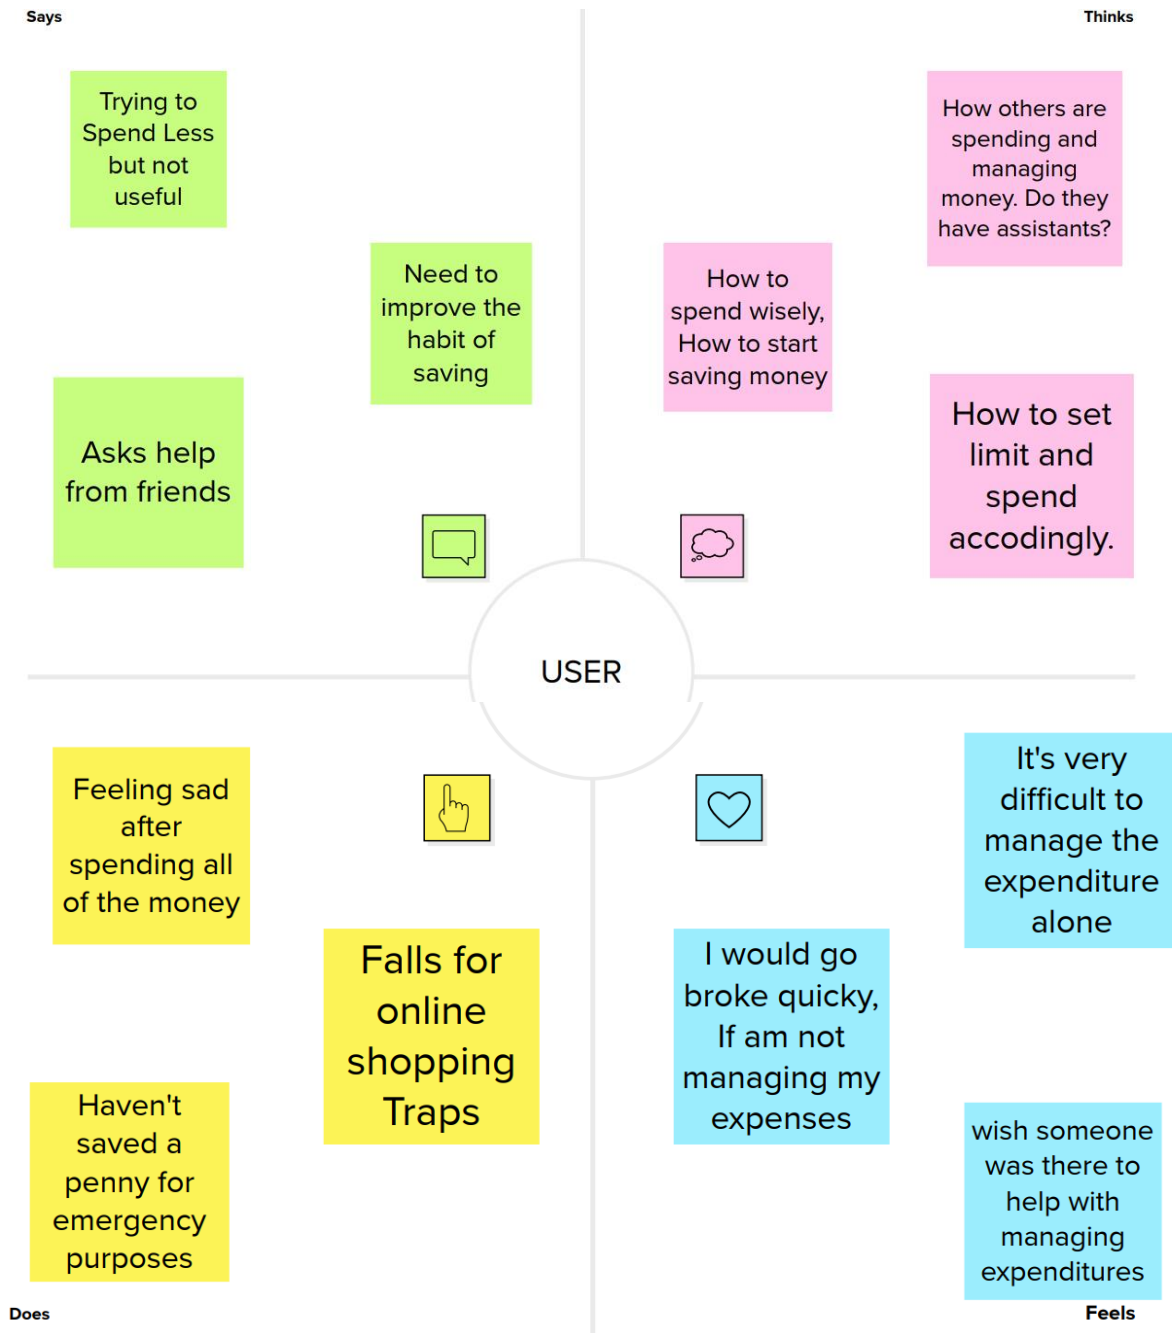 Says
Thinks
Trying to
Spend Less
but not
useful
How others are
spending and
managing
money. Do they
have assistants?
Need to
improve the
habit of
saving
How to
spend wisely,
How to start
saving money
Asks help
from friends
How to set
limit and
spend
accodingly.
USER
Feeling sad
after
spending all
of the money
It's very
difficult to
manage the
expenditure
alone
Falls for
online
shopping
Traps
I would go
broke quicky,
If am not
managing my
expenses
Haven't
saved a
penny for
emergency
purposes
wish someone
was there to
help with
managing
expenditures
Does
Feels